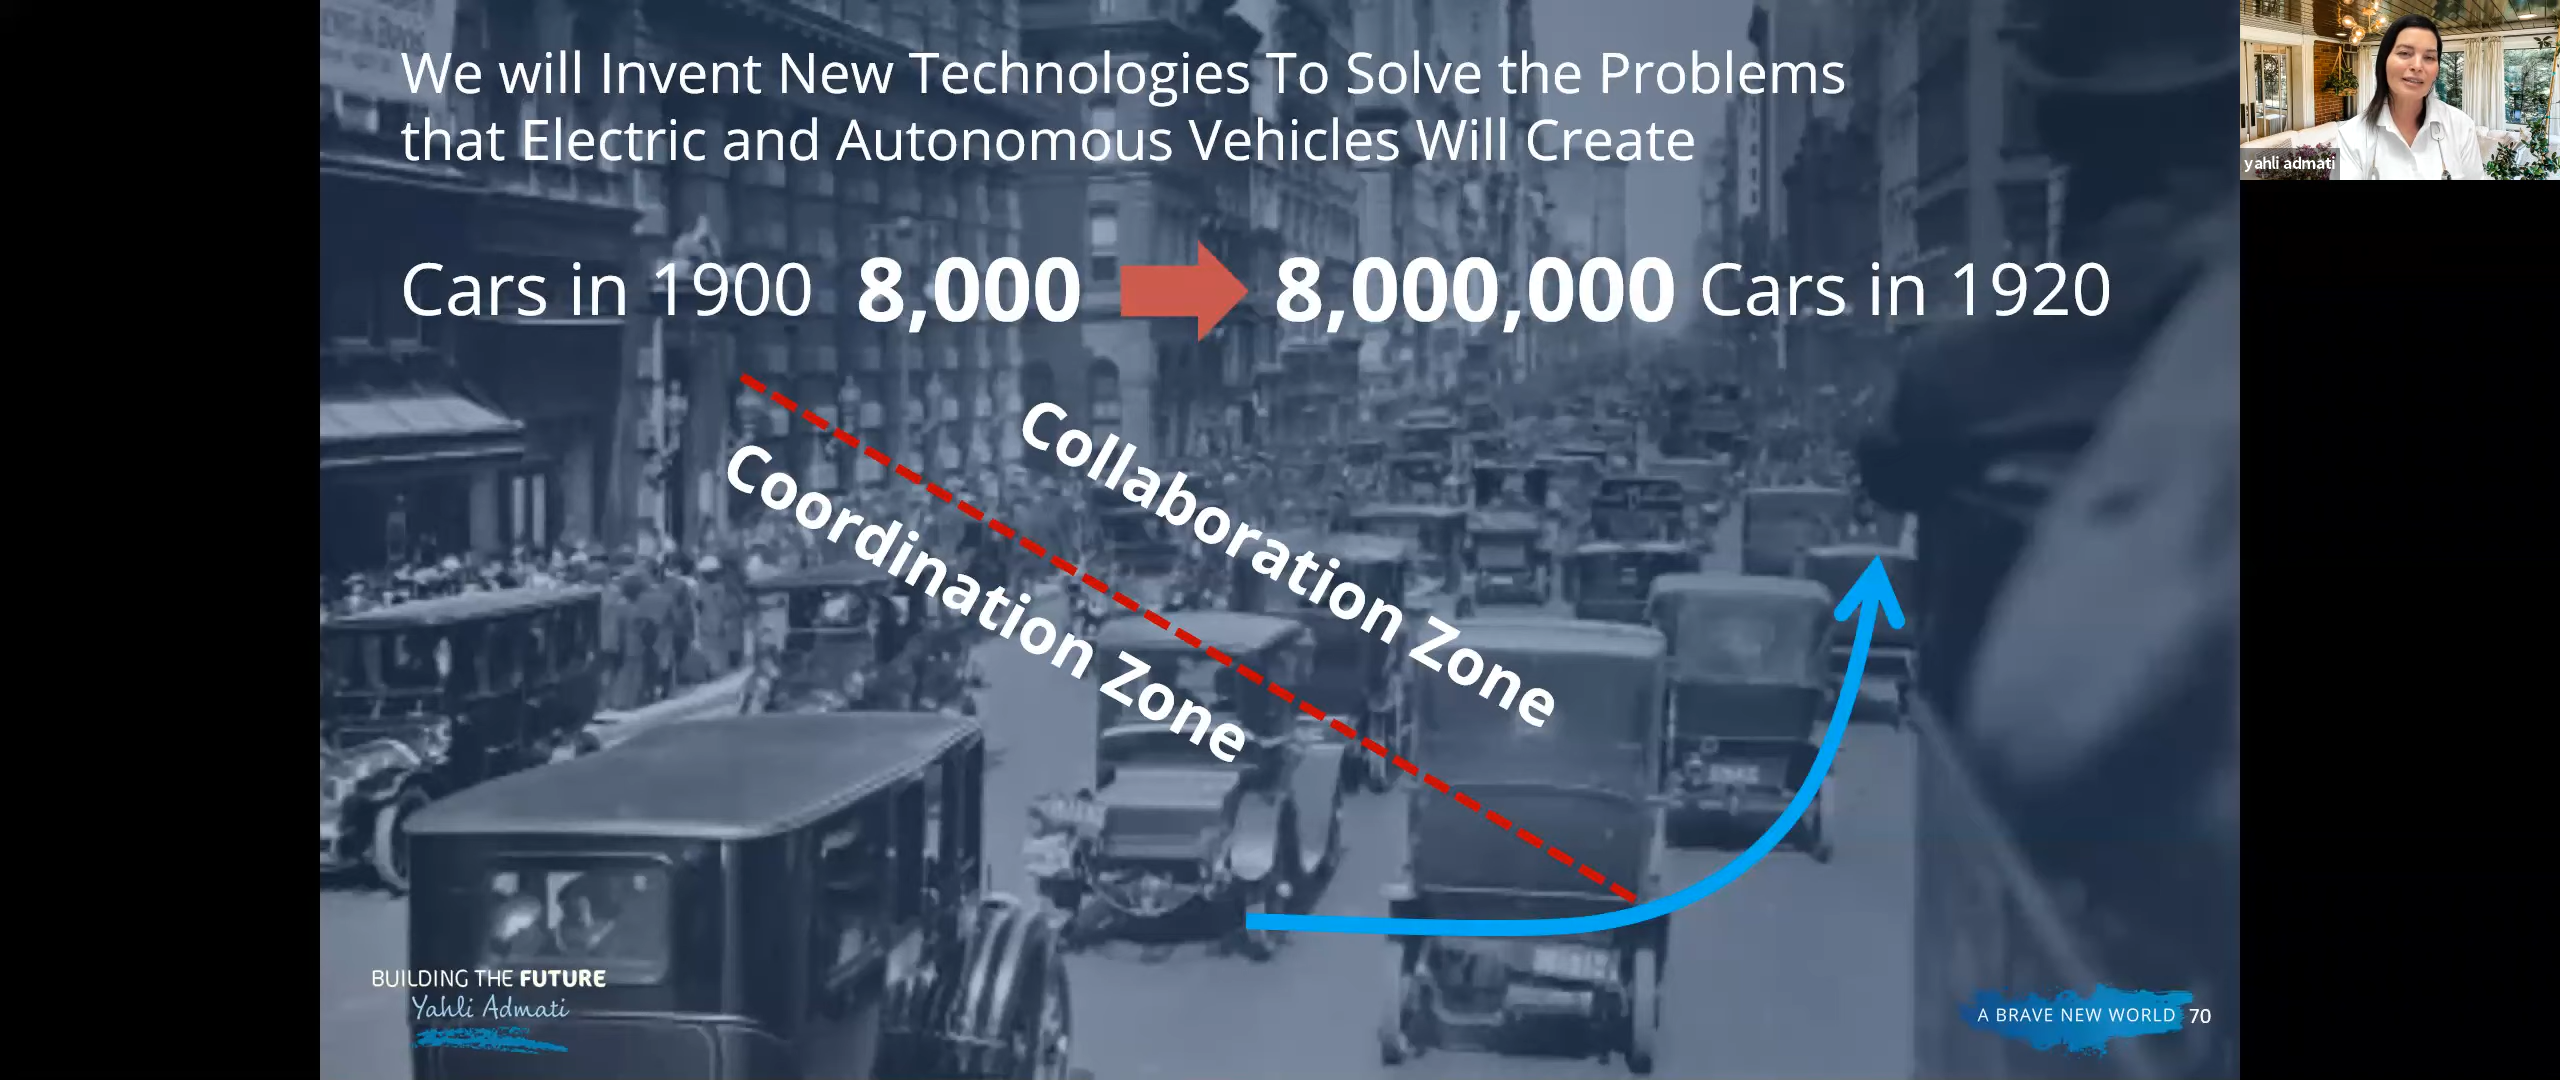 We will Invent New Technologies To Solve the Problems
that Electric and Autonomous Vehicles Will Create
yahli admati
Cars in 1900 8,000 8,000,000 Cars in 1920
Collaboration Zone
Coordination Zone
BUILDING THE FUTURE
Yahli Admati
A BRAVE NEW WORLD 70